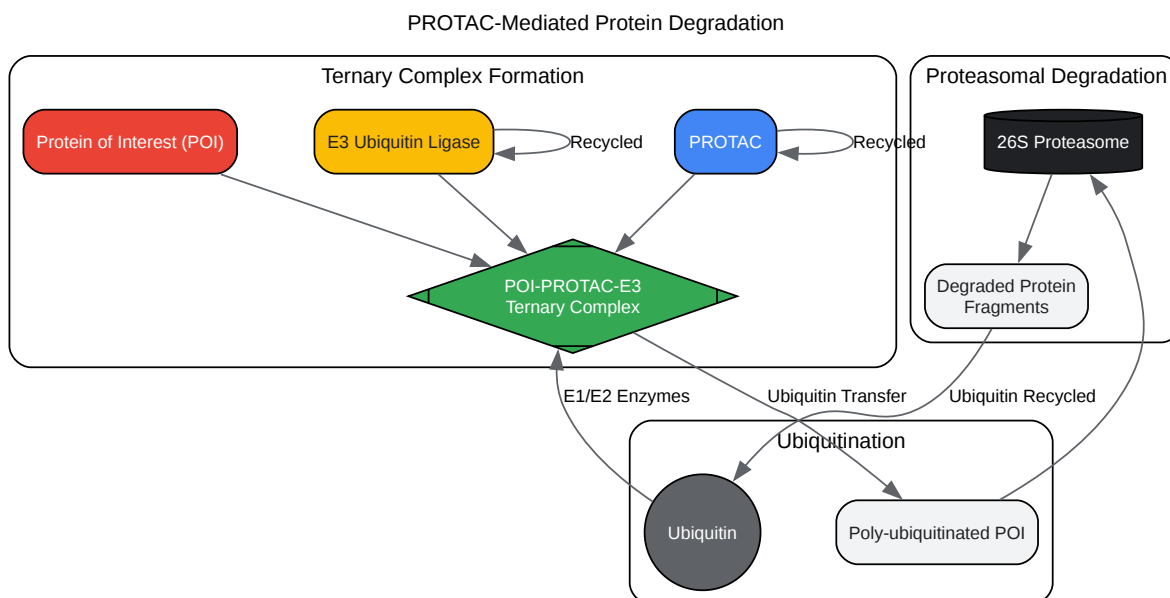 PROTAC-Mediated Protein Degradation
Ternary Complex Formation
Proteasomal Degradation
Protein of Interest (POI)
E3 Ubiquitin Ligase
Recycled
PROTAC
Recycled
26S Proteasome
POI-PROTAC-E3
Ternary Complex
Degraded Protein
Fragments
E1/E2 Enzymes
Ubiquitin Transfer
Ubiquitin Recycled
Ubiquitination
Ubiquitin
Poly-ubiquitinated POI